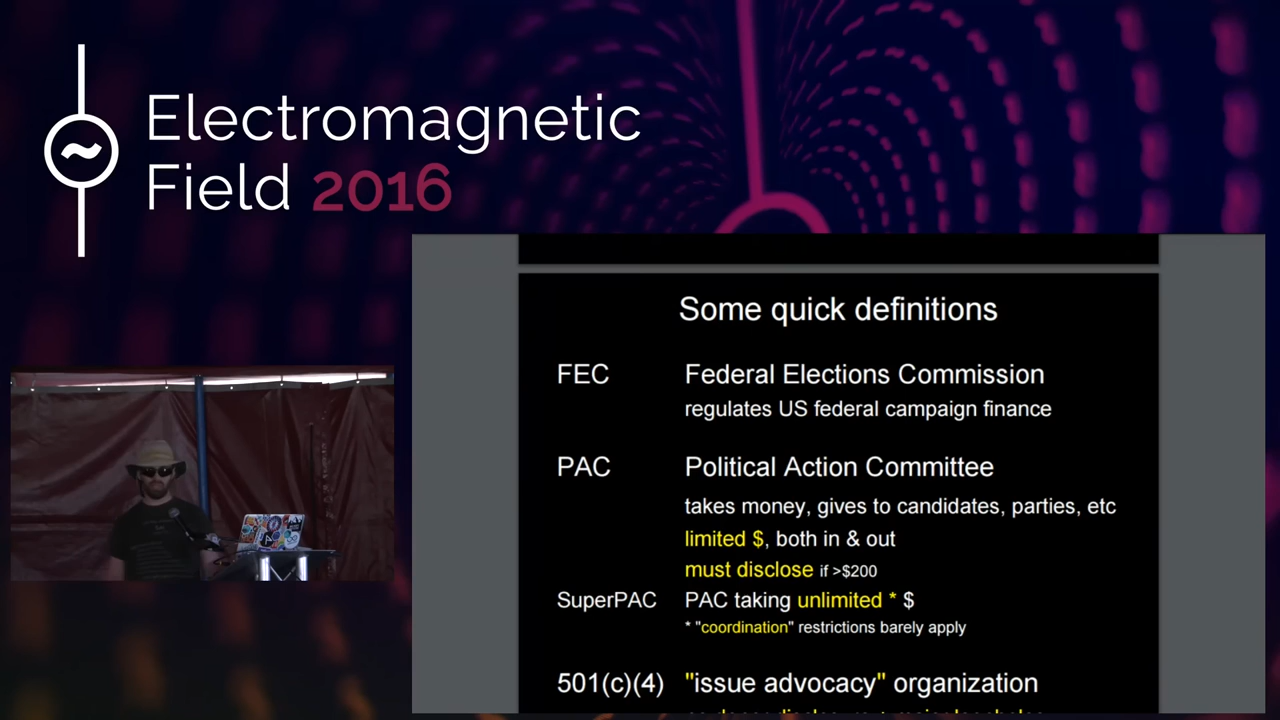 Electromagnetic
Field 2016
Some quick definitions
FEC Federal Elections Commission
regulates US federal campaign finance
PAC Political Action Committee
takes money, gives to candidates, parties, etc
limited $, both in & out
must disclose if >$200
SuperPAC PAC taking unlimited * $
* "coordination" restrictions barely apply
501(c)(4) "issue advocacy" organization